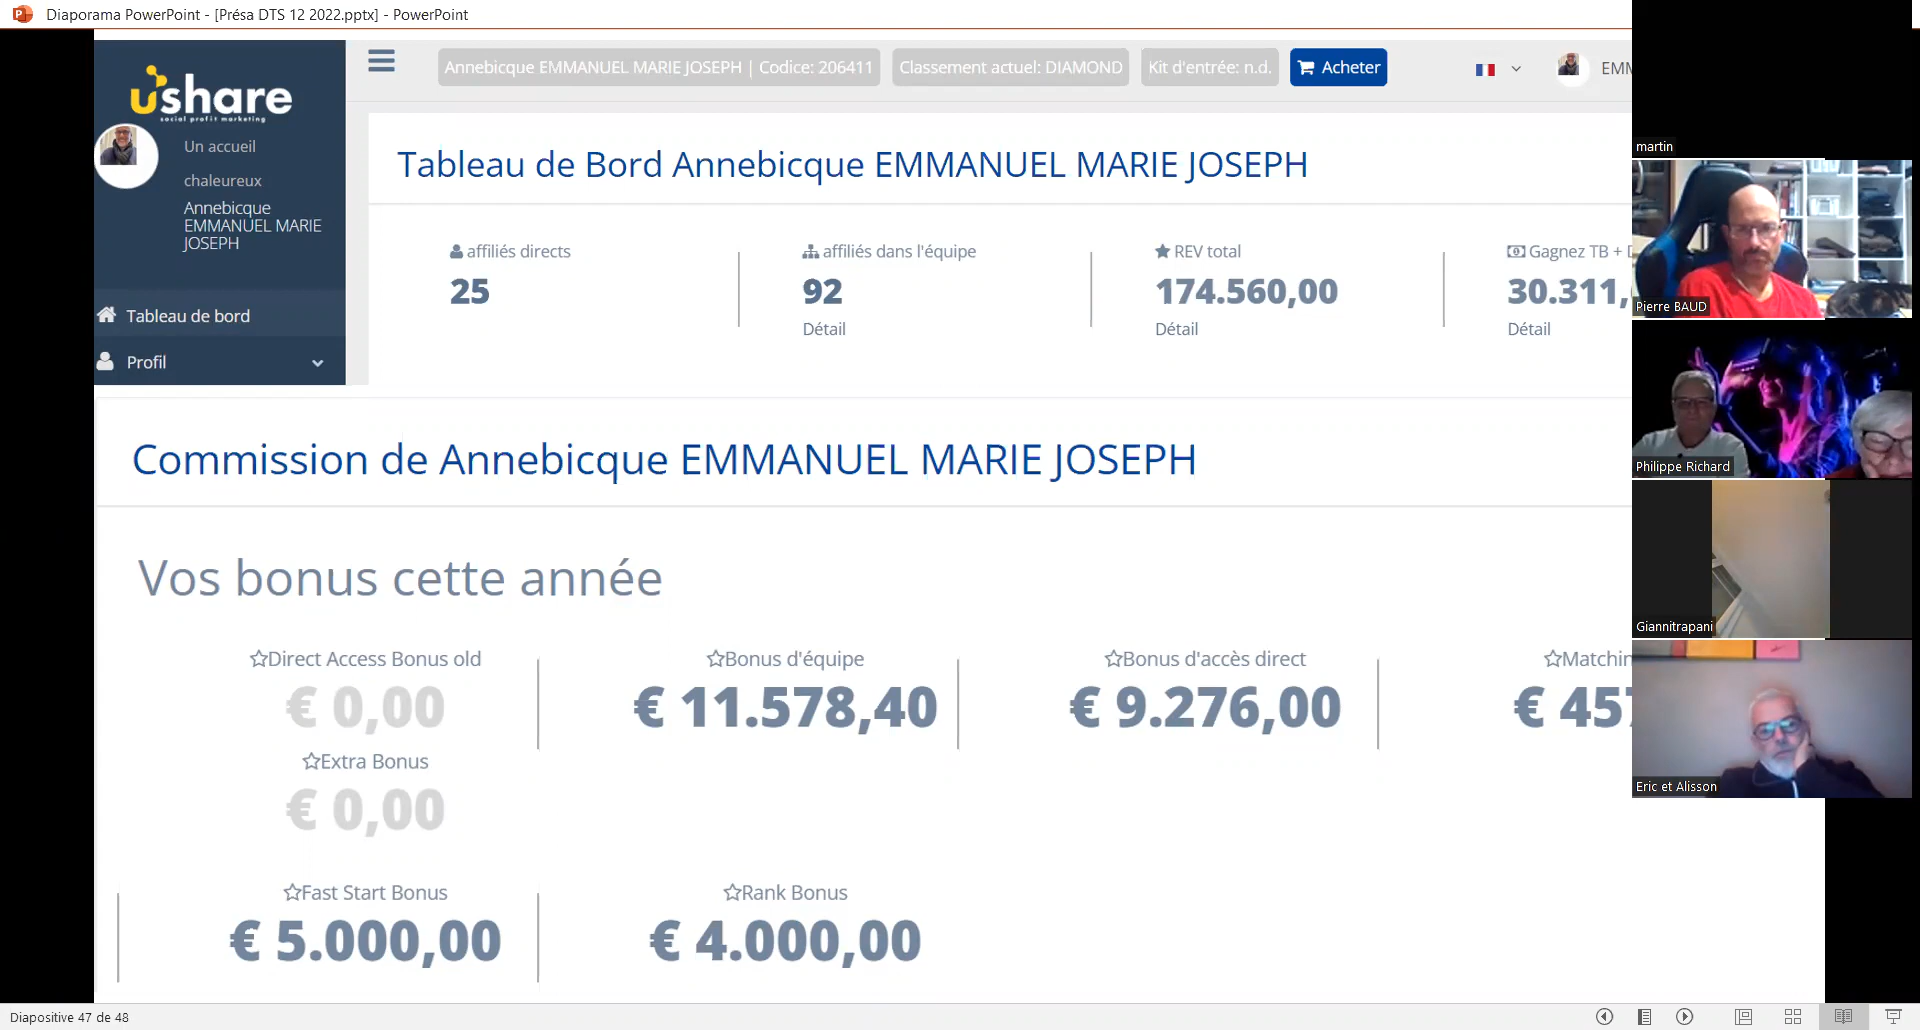 Diaporama PowerPoint - [Présa DTS 12 2022.pptx] - PowerPoint
ushare
social profit marketing
Un accueil
chaleureux
Annebicque
EMMANUEL MARIE
JOSEPH
Tableau de bord
Profil
Annebicque EMMANUEL MARIE JOSEPH | Codice: 206411
Classement actuel: DIAMOND
Kit d'entrée: n.d.
Acheter
Tableau de Bord Annebicque EMMANUEL MARIE JOSEPH
affiliés directs
25
affiliés dans l'équipe
92
Détail
REV total
174.560,00
Détail
Gagnez TB +
30.311,
Détail
Commission de Annebicque EMMANUEL MARIE JOSEPH
Vos bonus cette année
Direct Access Bonus old
€ 0,00
Bonus d'équipe
€ 11.578,40
Bonus d'accès direct
€ 9.276,00
Matchin
€ 457
Extra Bonus
€ 0,00
Fast Start Bonus
€ 5.000,00
Rank Bonus
€ 4.000,00
martin
Pierre BAUD
Philippe Richard
Giannitrapani
Eric et Alisson
Diapositive 47 de 48